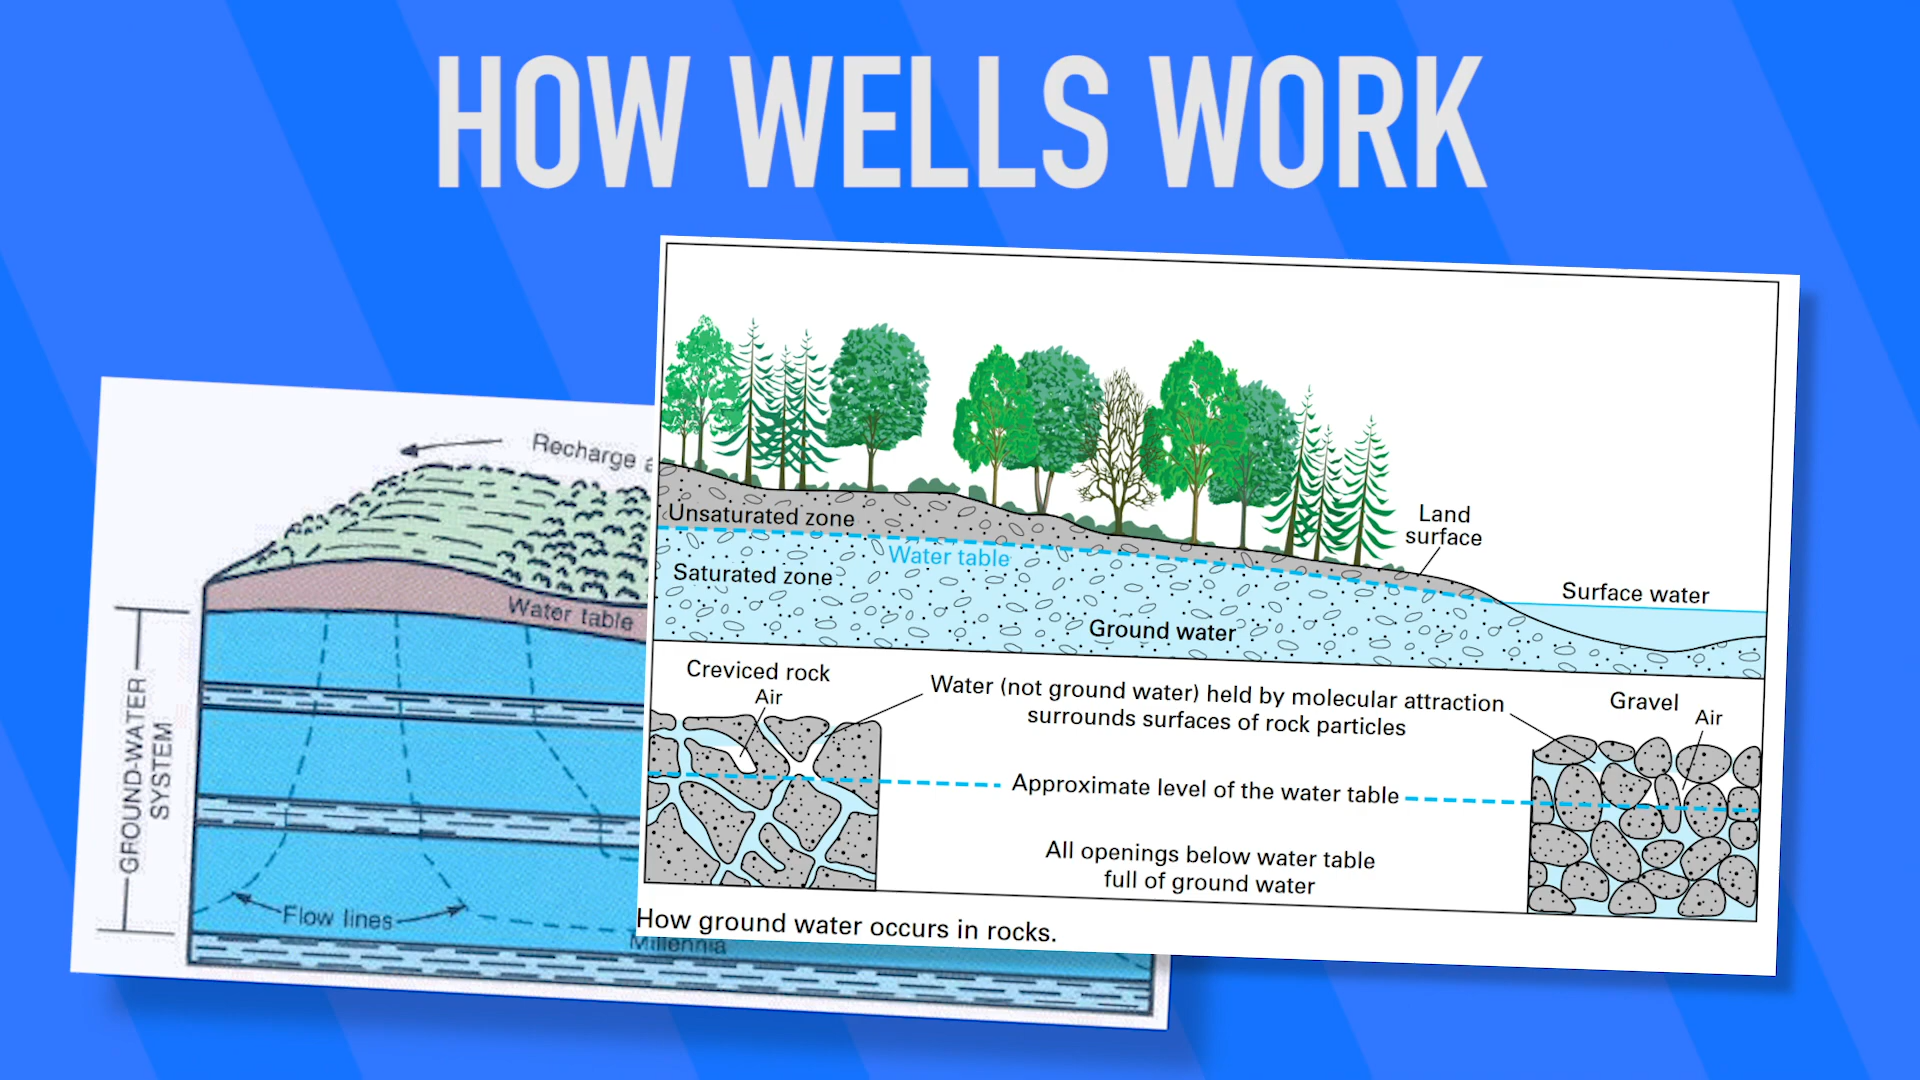 HOW WELLS WORK
Recharge
Water table
GROUND-WATER
SYSTEM
Flow lines
Millennia
Unsaturated zone
Water table
Saturated zone
Ground water
Land
surface
Surface water
Creviced rock
Air
Water (not ground water) held by molecular attraction
surrounds surfaces of rock particles
Gravel
Air
Approximate level of the water table
All openings below water table
full of ground water
How ground water occurs in rocks.